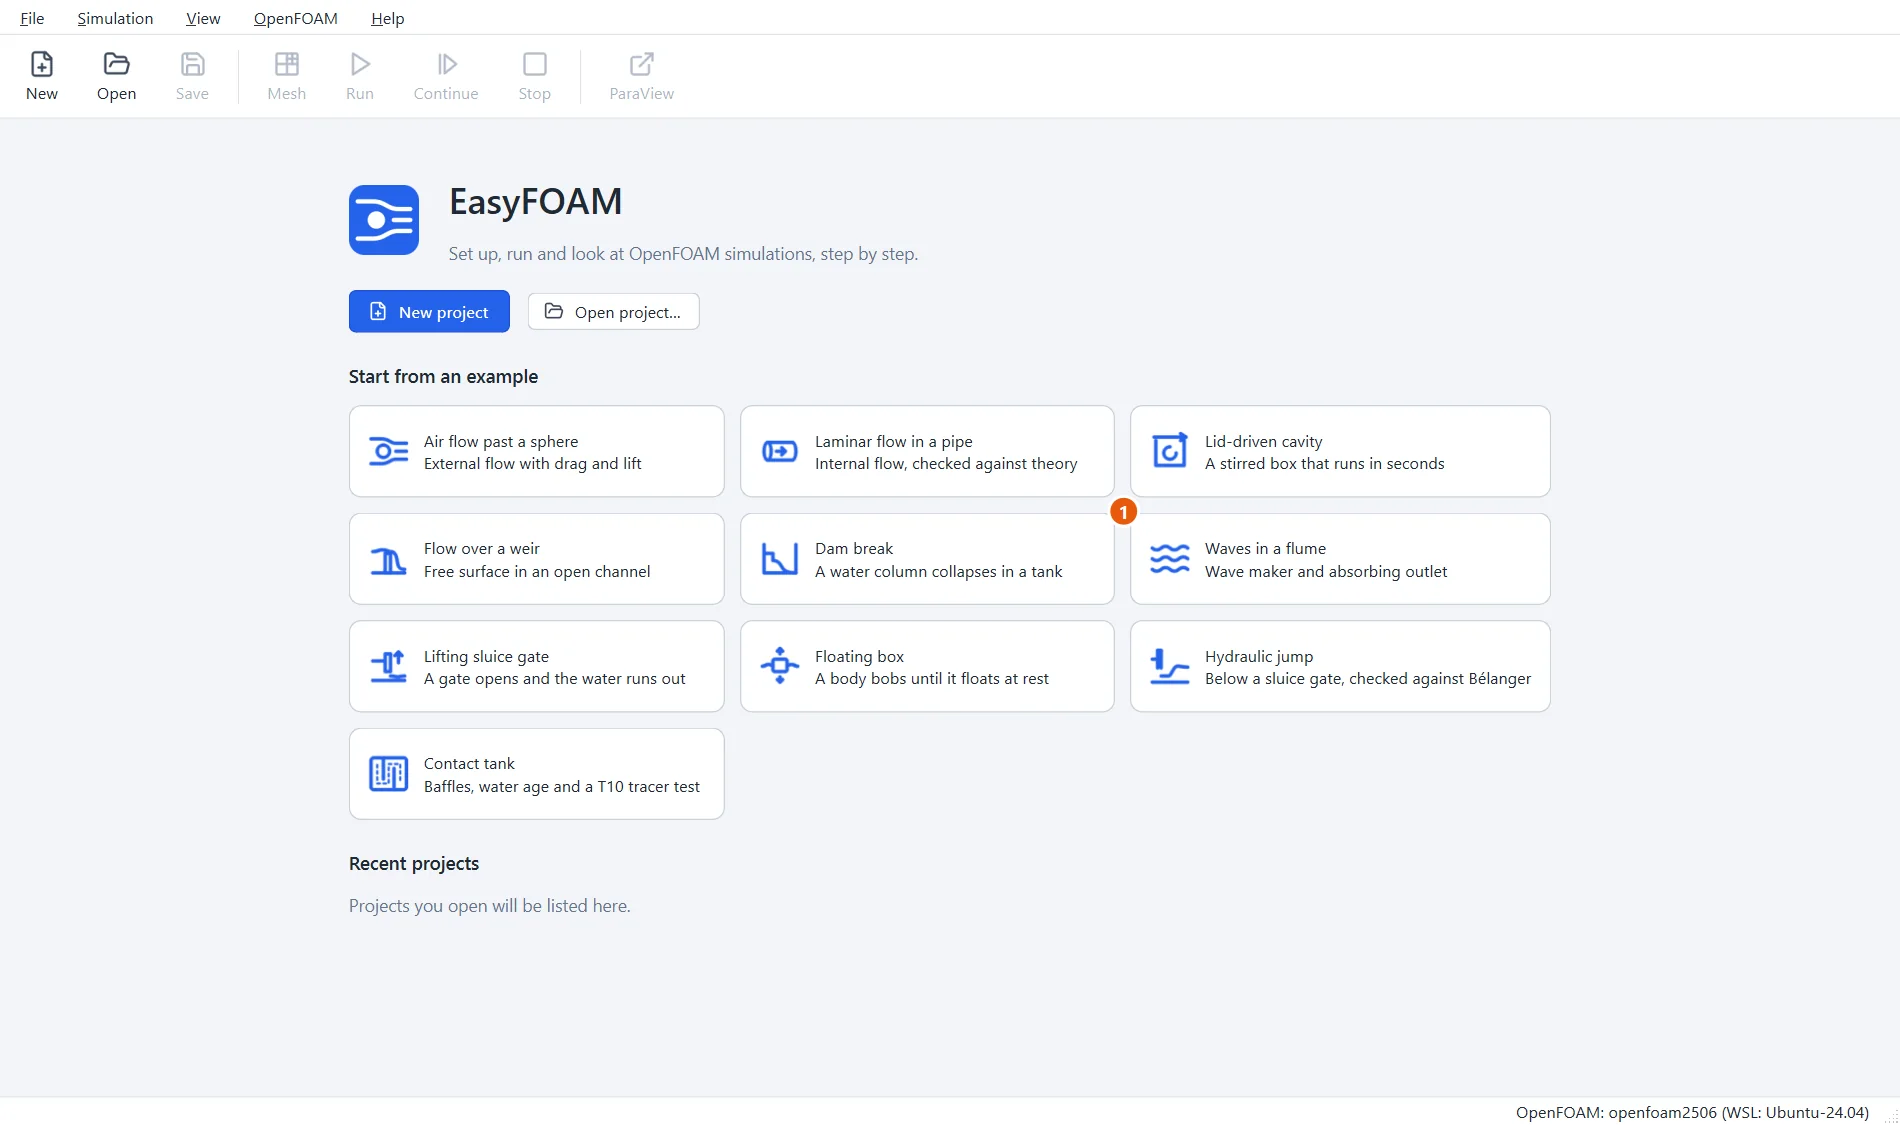 File Simulation View OpenFOAM Help
New Open Save Mesh Run Continue Stop ParaView
EasyFOAM
Set up, run and look at OpenFOAM simulations, step by step.
New project Open project...
Start from an example
Air flow past a sphere
External flow with drag and lift
Laminar flow in a pipe
Internal flow, checked against theory
Lid-driven cavity
A stirred box that runs in seconds
1
Flow over a weir
Free surface in an open channel
Dam break
A water column collapses in a tank
Waves in a flume
Wave maker and absorbing outlet
Lifting sluice gate
A gate opens and the water runs out
Floating box
A body bobs until it floats at rest
Hydraulic jump
Below a sluice gate, checked against Bélanger
Contact tank
Baffles, water age and a T10 tracer test
Recent projects
Projects you open will be listed here.
OpenFOAM: openfoam2506 (WSL: Ubuntu-24.04)